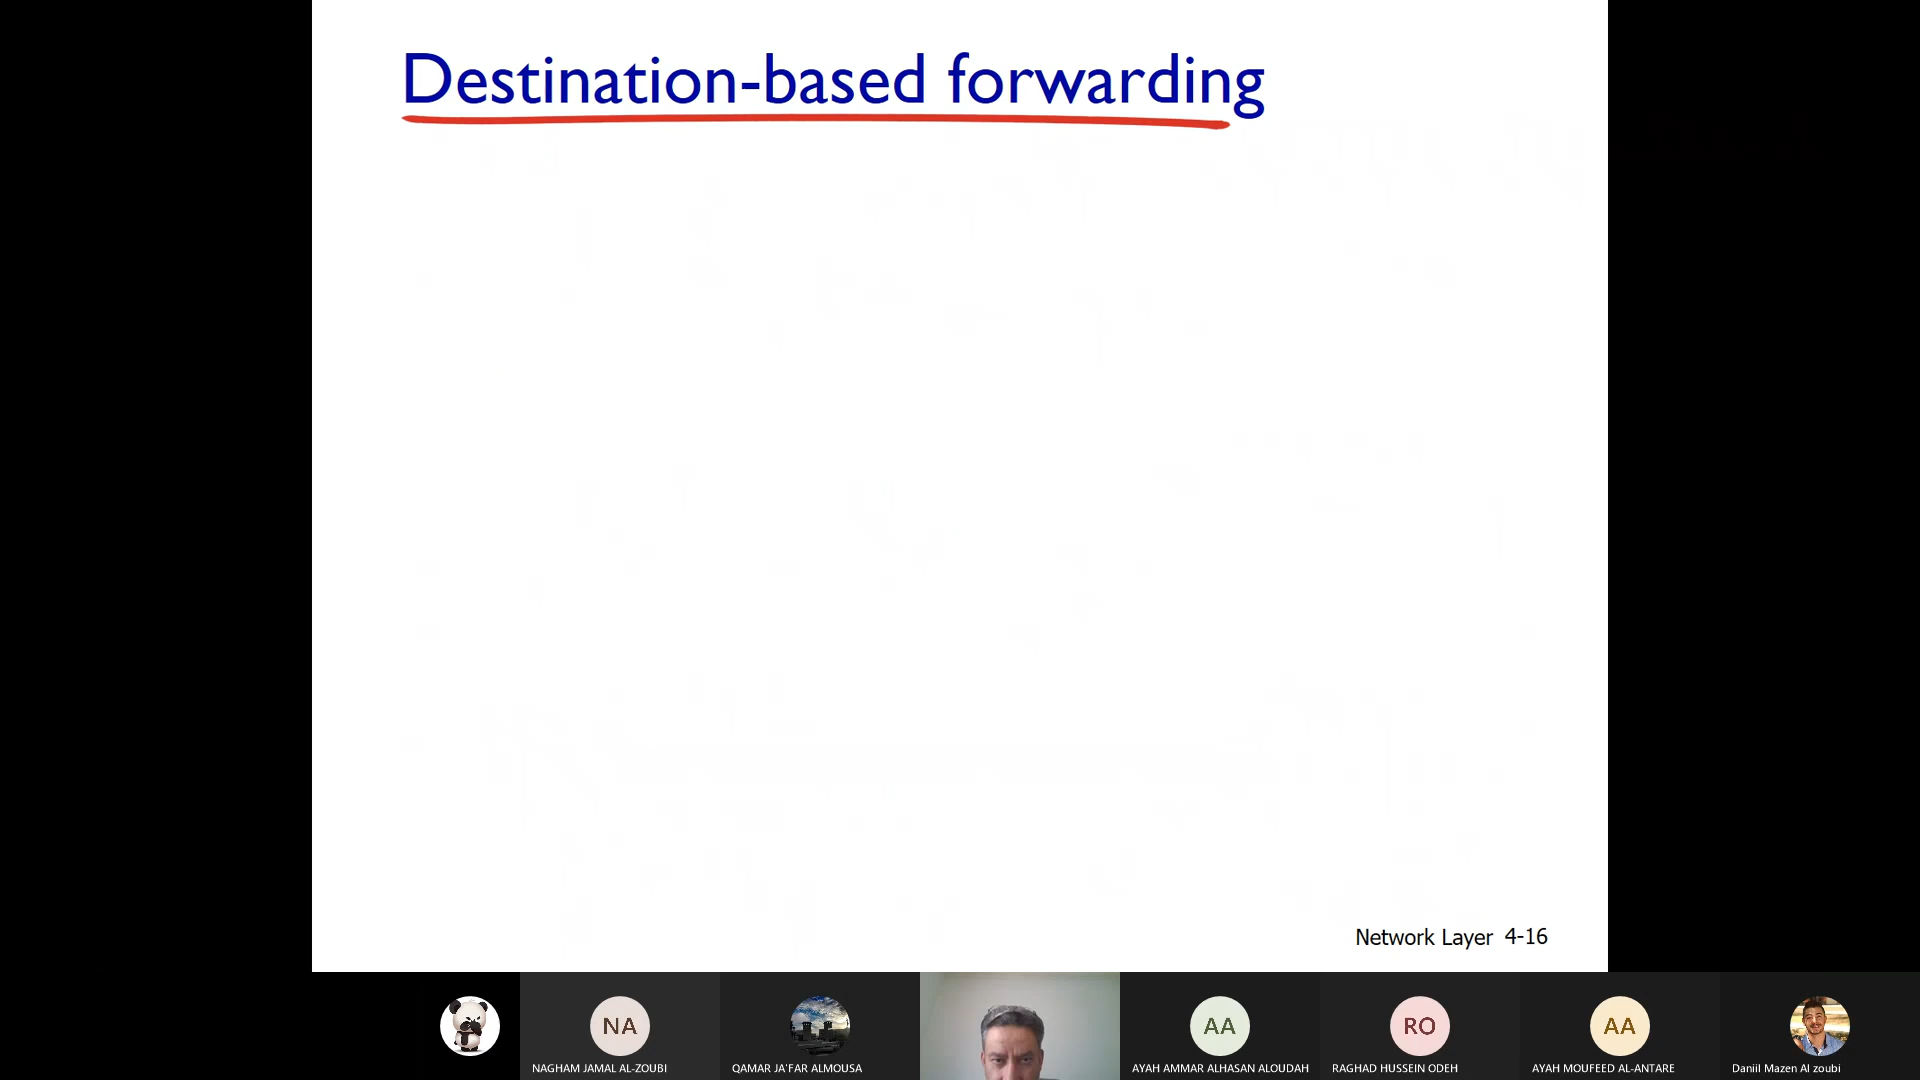 Destination-based forwarding
Network Layer 4-16
NA
AA
RO
AA
NAGHAM JAMAL AL-ZOUBI
QAMAR JA'FAR ALMOUSA
AYAH AMMAR ALHASAN ALOUDAH
RAGHAD HUSSEIN ODEH
AYAH MOUFEED AL-ANTARE
Daniil Mazen Al zoubi